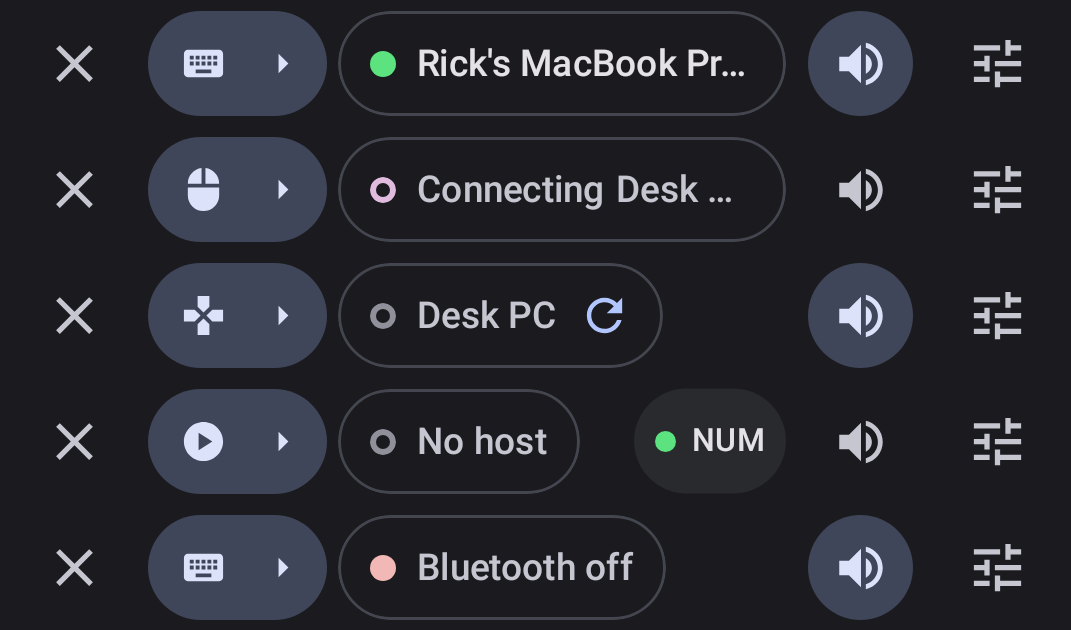 Rick's MacBook Pr...
Connecting Desk ...
Desk PC
No host NUM
Bluetooth off